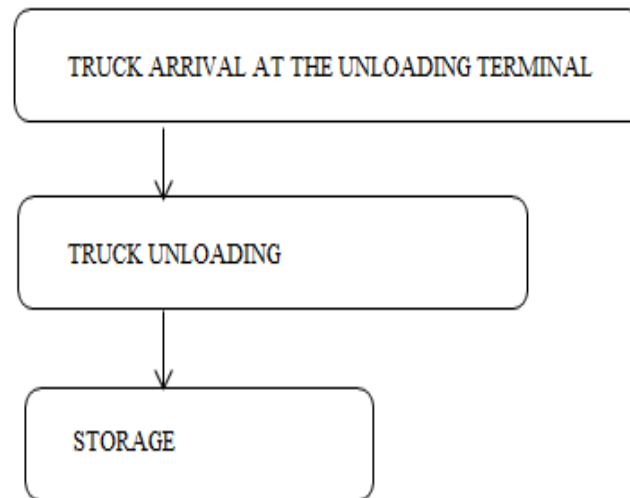 TRUCK ARRIVAL AT THE UNLOADING TERMINAL
TRUCK UNLOADING
STORAGE